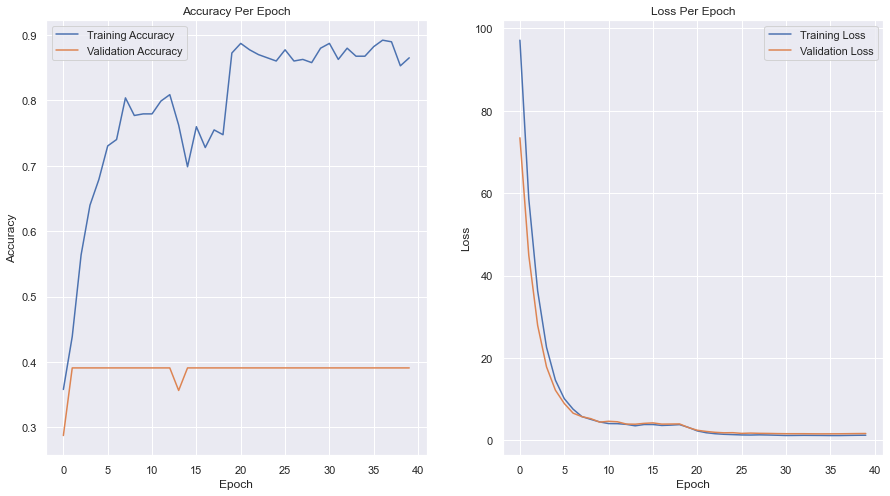 Accuracy Per Epoch
Training Accuracy
Validation Accuracy
0.9
0.8
0.7
0.6
0.5
0.4
0.3
Accuracy
0 5 10 15 20 25 30 35 40
Epoch
Loss Per Epoch
Training Loss
Validation Loss
100
80
60
40
20
0
Loss
0 5 10 15 20 25 30 35 40
Epoch